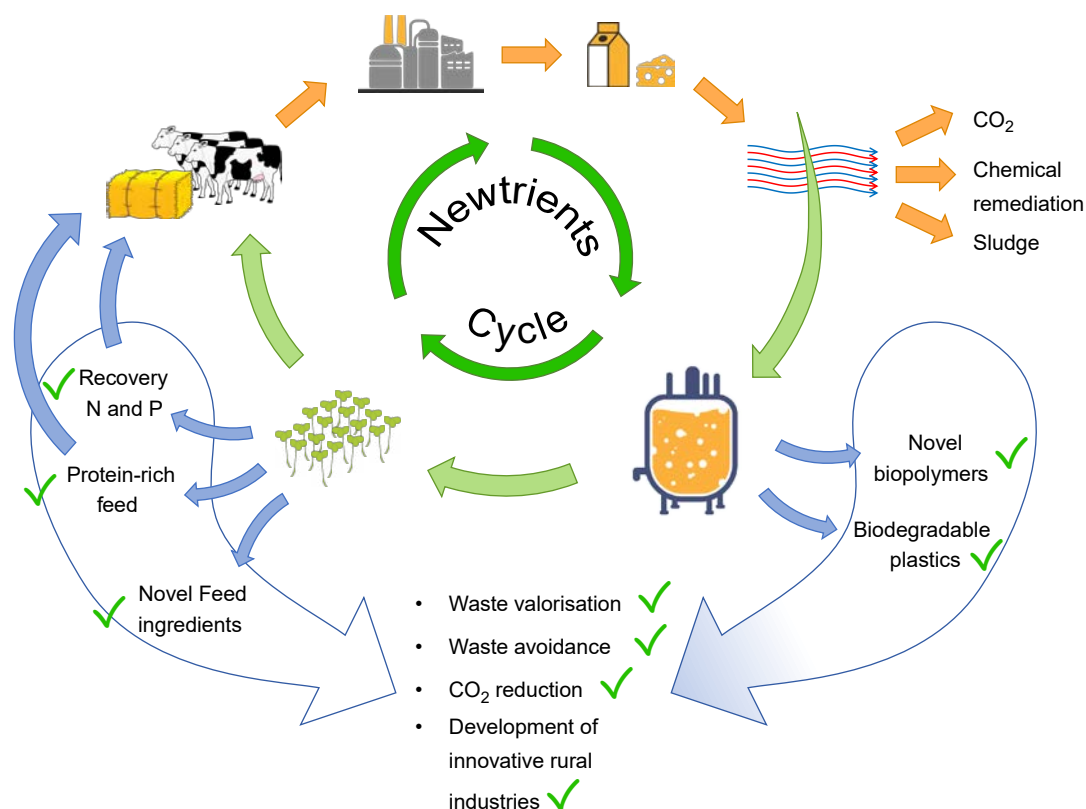 CO₂
Chemical
remediation
Sludge
Newtrients
Cycle
Recovery
N and P
Protein-rich
feed
Novel Feed
ingredients
Novel
biopolymers
Biodegradable
plastics
• Waste valorisation
• Waste avoidance
• CO₂ reduction
• Development of
innovative rural
industries